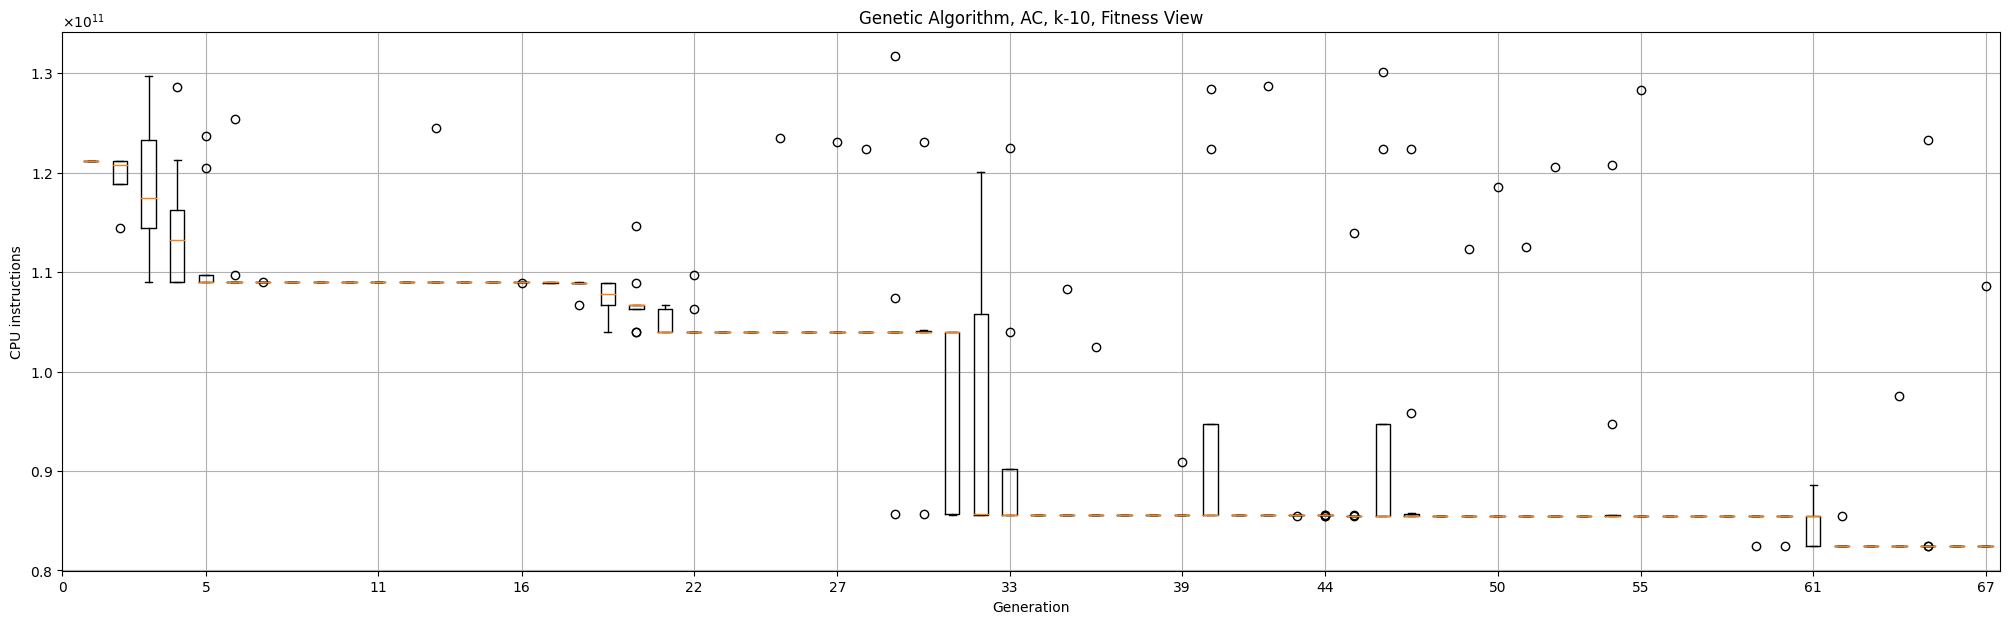 Genetic Algorithm, AC, k-10, Fitness View
×10¹¹
1.3
1.2
1.1
1.0
0.9
0.8
CPU instructions
0 5 11 16 22 27 33 39 44 50 55 61 67
Generation